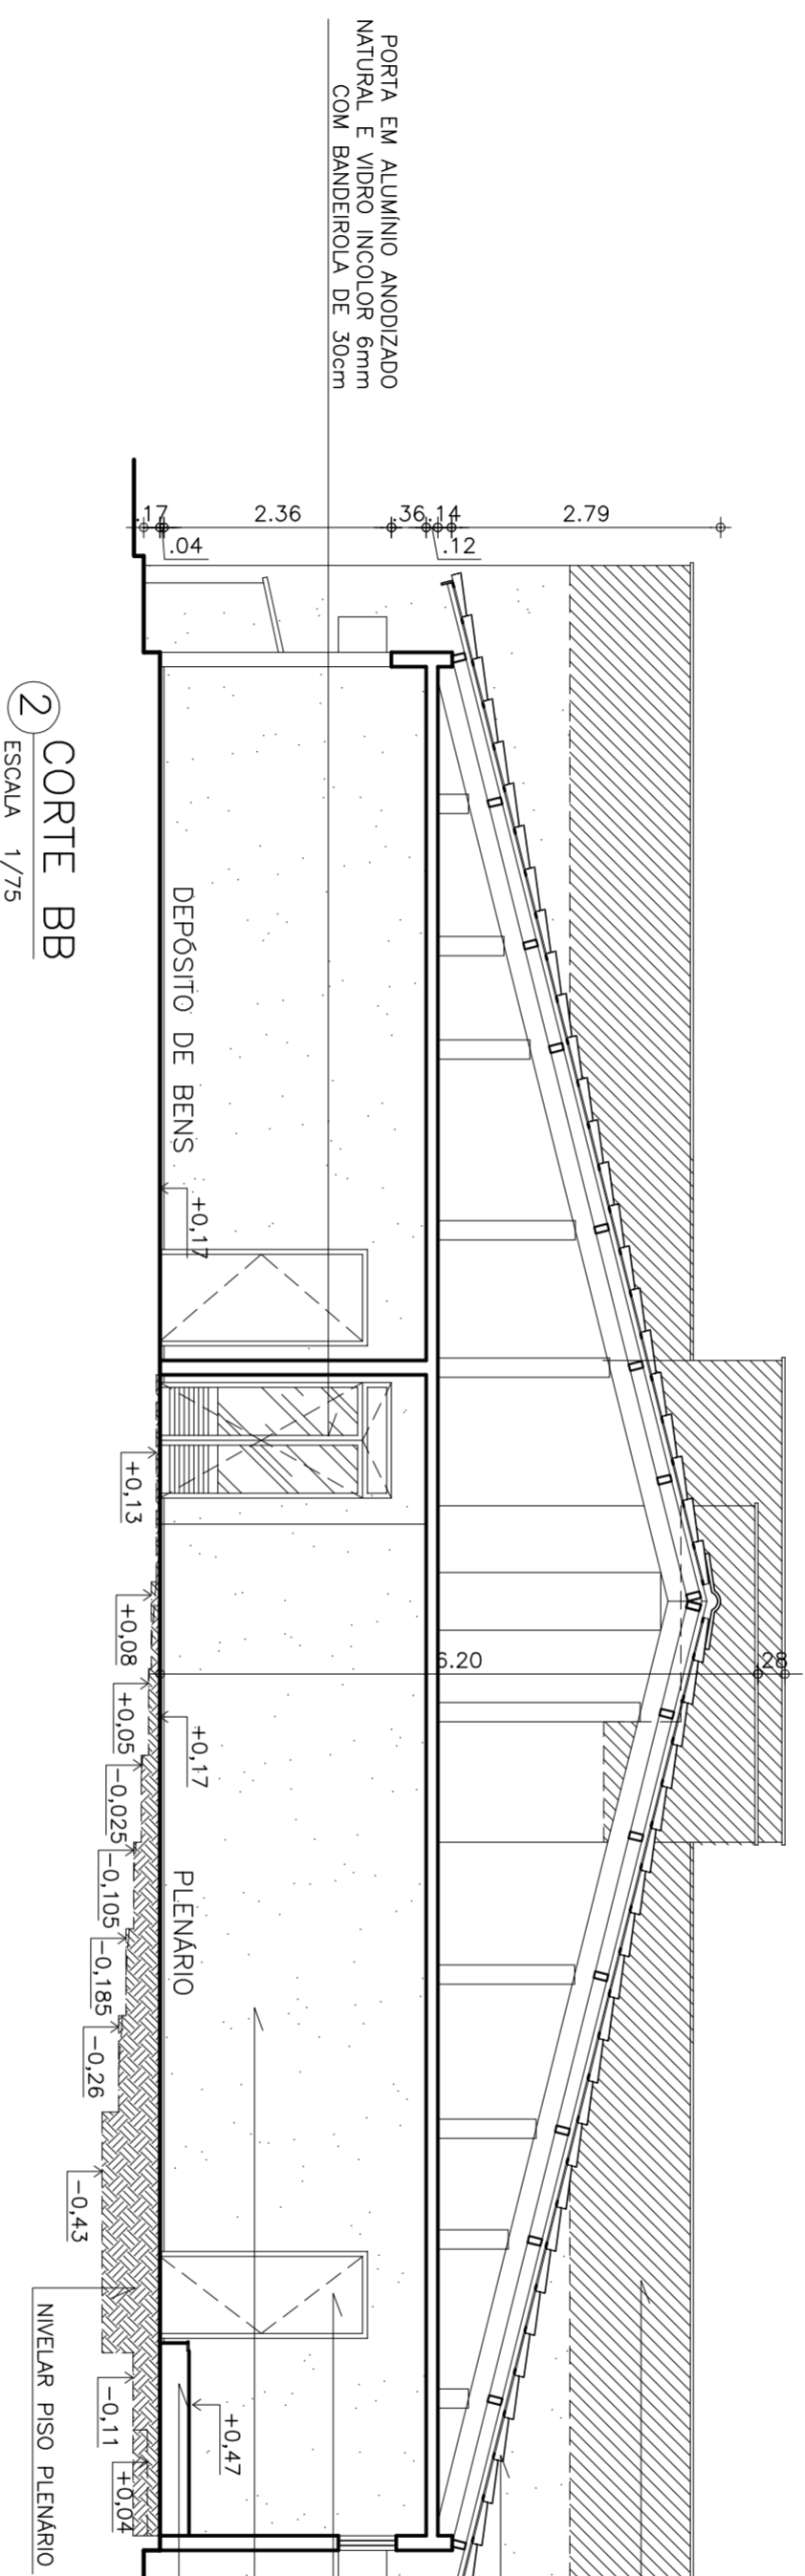 PORTA EM ALUMÍNIO ANODIZADO
NATURAL E VIDRO INCOLOR 6mm
COM BANDEIROLA DE 30cm
.17
.04
2.36
.36
.14
.12
2.79
DEPÓSITO DE BENS
+0,17
+0,13
+0,08
+0,05
-0,025
-0,105
-0,185
-0,26
-0,43
-0,11
+0,04
+0,17
6.20
.28
PLENÁRIO
+0,47
NIVELAR PISO PLENÁRIO
2
CORTE BB
ESCALA 1/75